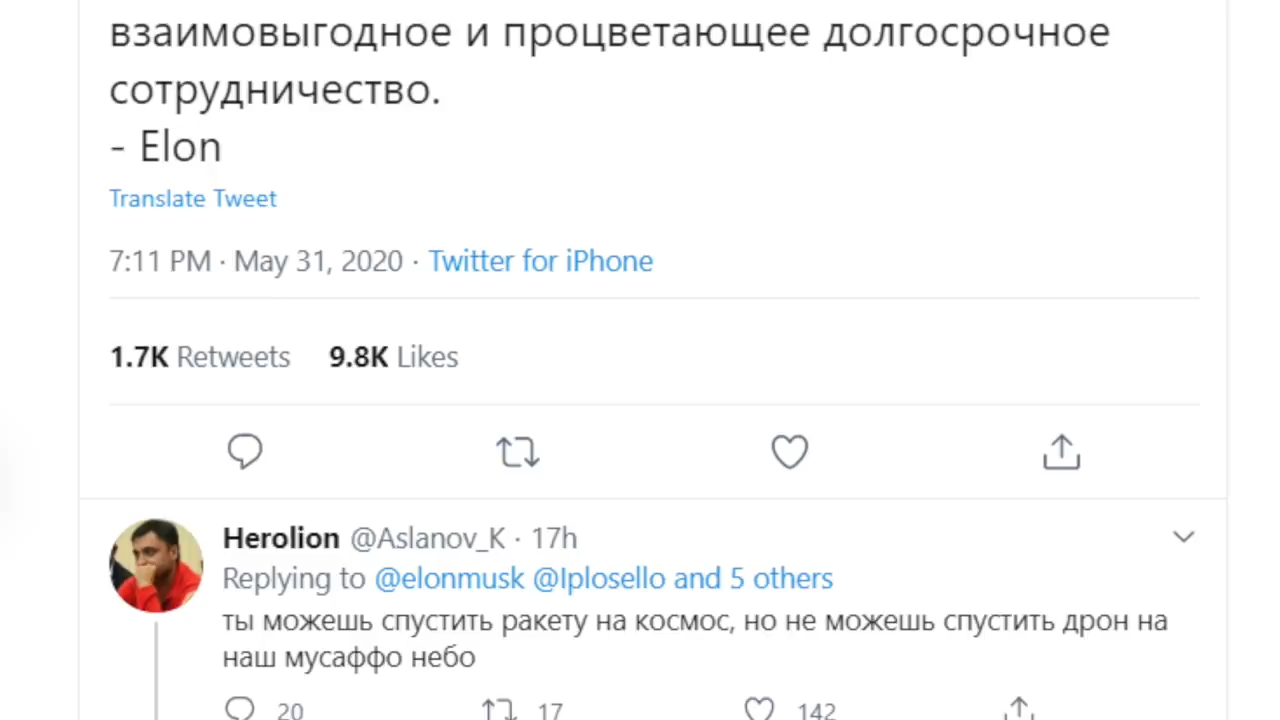 взаимовыгодное и процветающее долгосрочное
сотрудничество.
- Elon
Translate Tweet
7:11 PM · May 31, 2020 · Twitter for iPhone
1.7K Retweets 9.8K Likes
Herolion @Aslanov_K · 17h
Replying to @elonmusk @Iplosello and 5 others
ты можешь спустить ракету на космос, но не можешь спустить дрон на
наш мусаффо небо
20 17 142